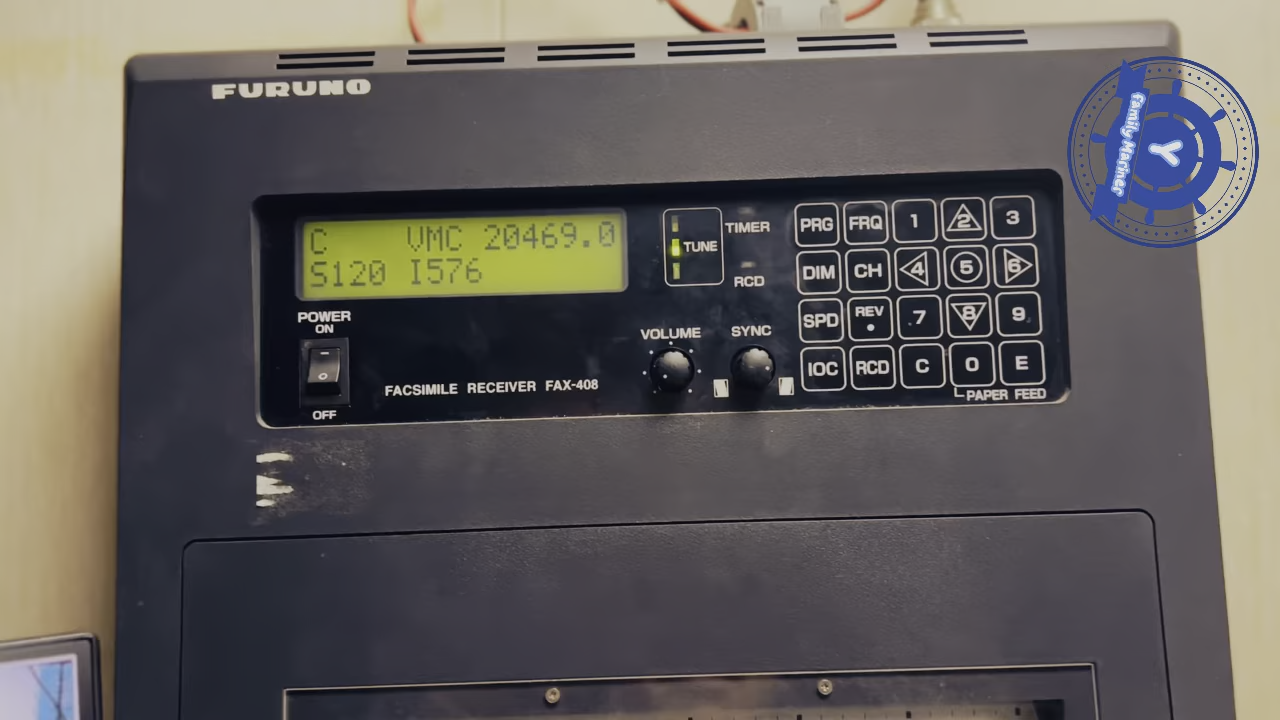 FURUNO
Family Mariner
Y
C VMC 20469.0
S120 I576
TUNE
TIMER
RCD
PRG FRQ 1 2 3
DIM CH 4 5 6
SPD REV 7 8 9
IOC RCD C 0 E
PAPER FEED
POWER
ON
OFF
VOLUME
SYNC
FACSIMILE RECEIVER FAX-408